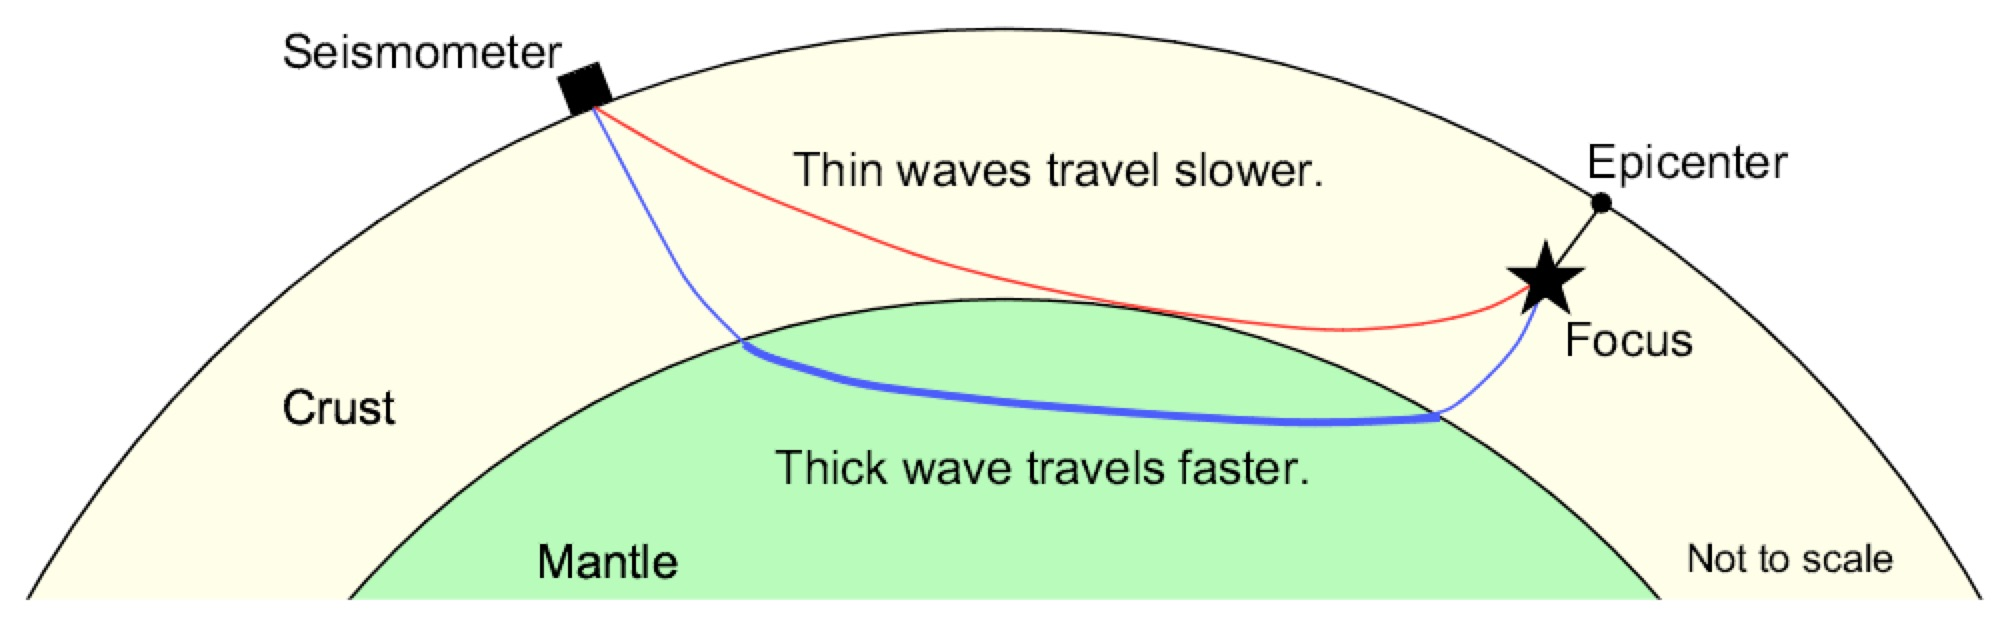 Seismometer
Thin waves travel slower.
Epicenter
Focus
Crust
Thick wave travels faster.
Mantle
Not to scale